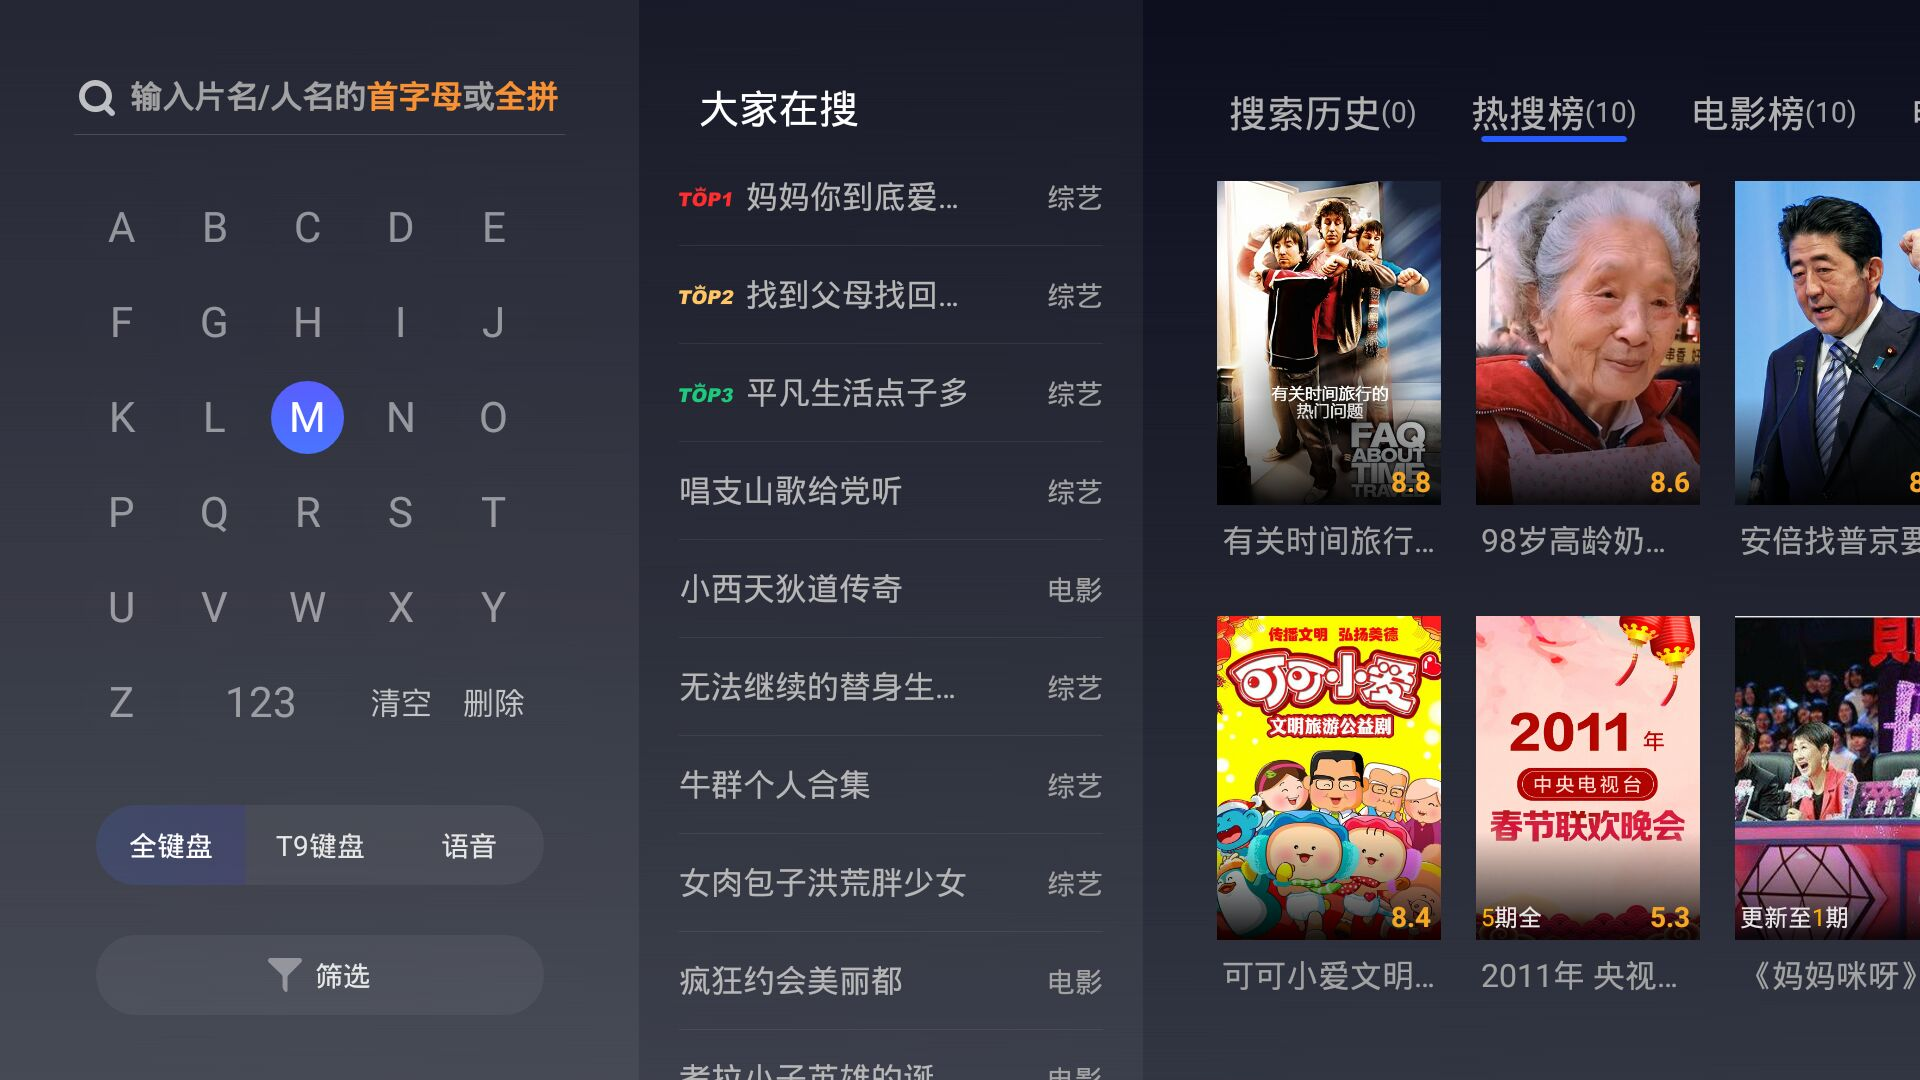 输入片名/人名的首字母或全拼
A B C D E
F G H I J
K L M N O
P Q R S T
U V W X Y
Z 123 清空 删除
全键盘 T9键盘 语音
筛选
大家在搜
TOP1 妈妈你到底爱... 综艺
TOP2 找到父母找回... 综艺
TOP3 平凡生活点子多 综艺
唱支山歌给党听 综艺
小西天狄道传奇 电影
无法继续的替身生... 综艺
牛群个人合集 综艺
女肉包子洪荒胖少女 综艺
疯狂约会美丽都 电影
老拉小子英雄的诞 电影
搜索历史(0) 热搜榜(10) 电影榜(10)
有关时间旅行的
热门问题
FAQ
ABOUT
TIME
TRAVEL
8.8
有关时间旅行...
8.6
98岁高龄奶...
安倍找普京要
传播文明 弘扬美德
可可小爱
文明旅游公益剧
8.4
可可小爱文明...
2011年
中央电视台
春节联欢晚会
5期全 5.3
2011年 央视...
更新至1期
《妈妈咪呀》